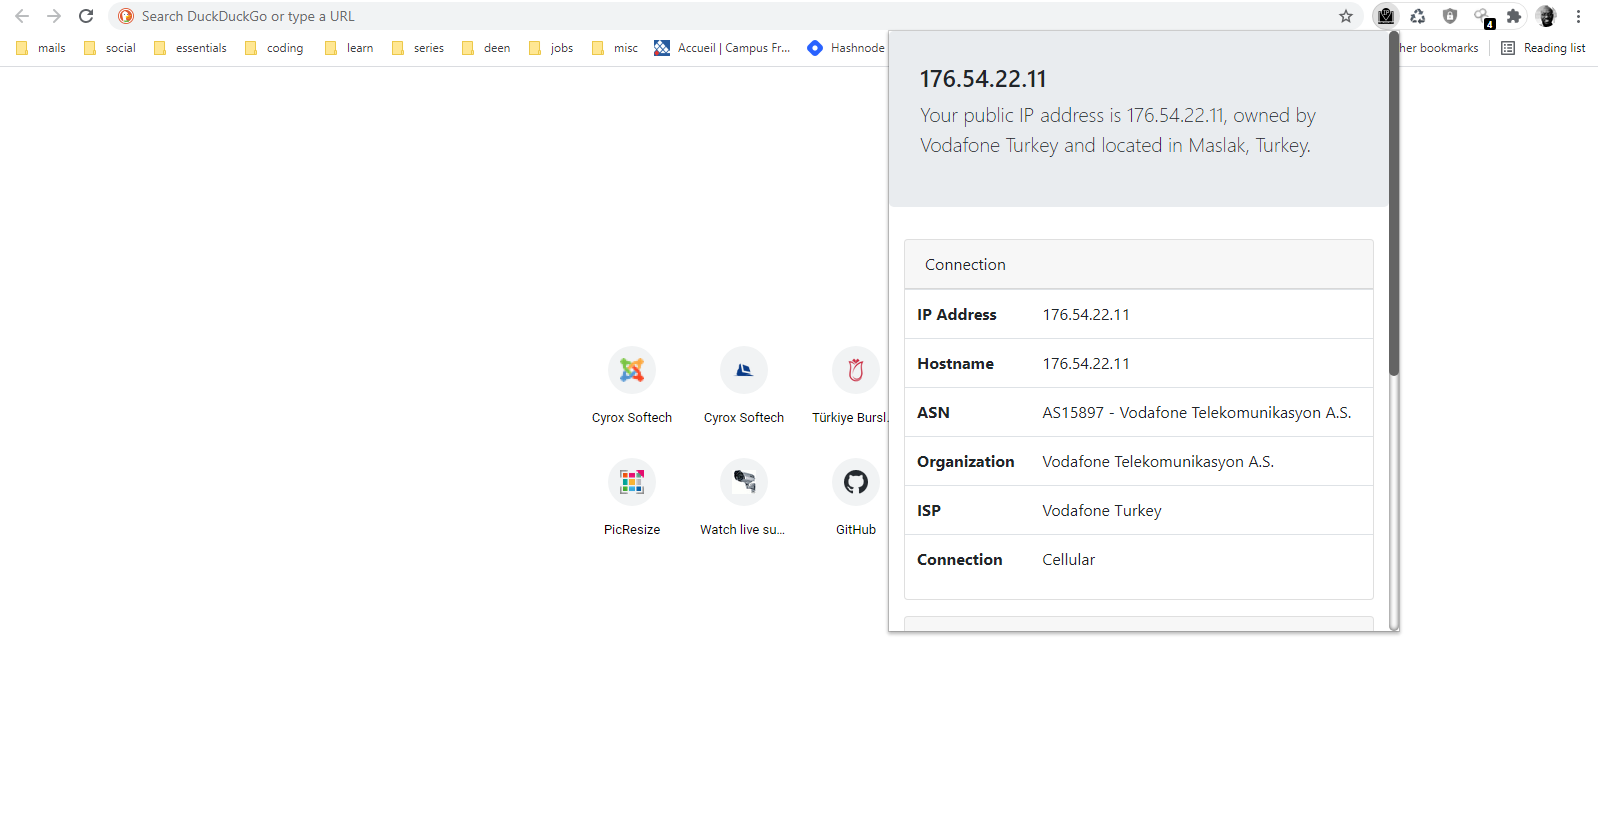 Search DuckDuckGo or type a URL
4
mails social essentials coding learn series deen jobs misc Accueil | Campus Fr... Hashnode her bookmarks Reading list
176.54.22.11
Your public IP address is 176.54.22.11, owned by
Vodafone Turkey and located in Maslak, Turkey.
Connection
IP Address 176.54.22.11
Hostname 176.54.22.11
ASN AS15897 - Vodafone Telekomunikasyon A.S.
Organization Vodafone Telekomunikasyon A.S.
ISP Vodafone Turkey
Connection Cellular
Cyrox Softech Cyrox Softech Türkiye Bursl.
PicResize Watch live su... GitHub